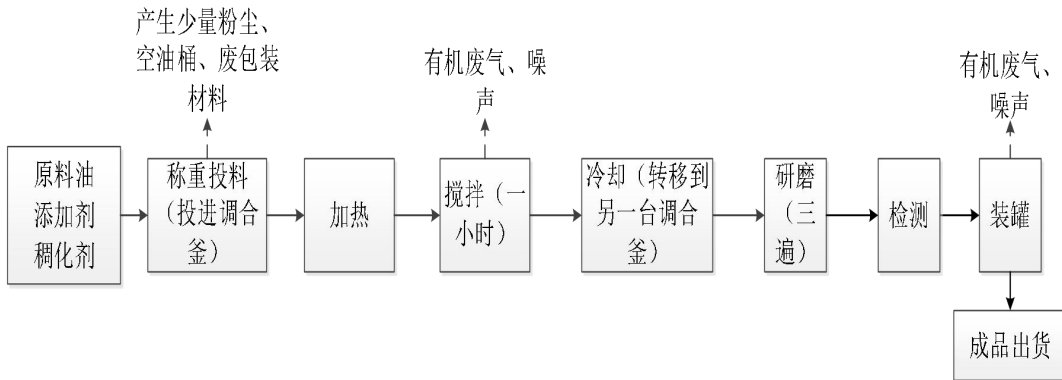 产生少量粉尘、
空油桶、废包装
材料
有机废气、噪
声
有机废气、
噪声
原料油
添加剂
稠化剂
称重投料
（投进调合
釜）
加热
搅拌（一
小时）
冷却（转移到
另一台调合
釜）
研磨
（三
遍）
检测
装罐
成品出货